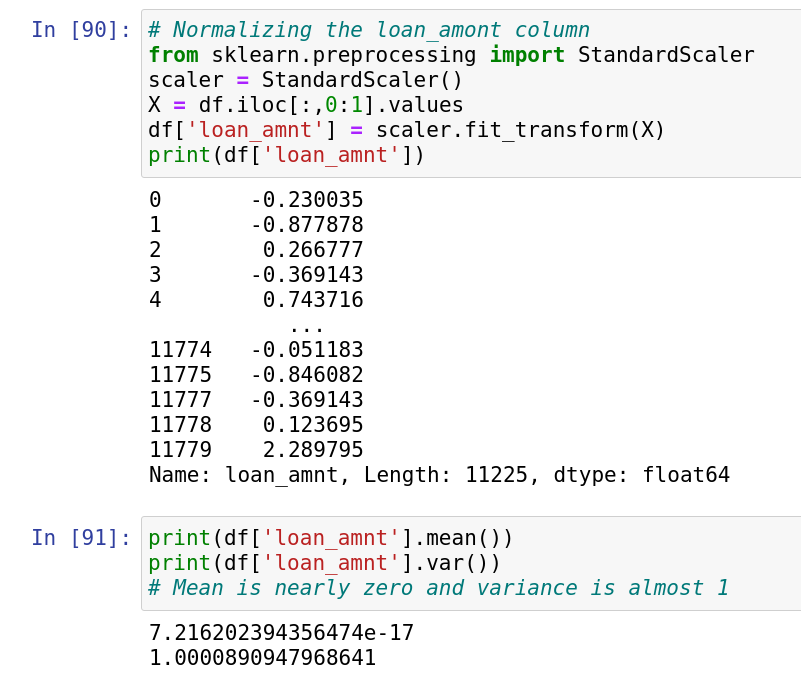 In [90]:
# Normalizing the loan_amont column
from sklearn.preprocessing import StandardScaler
scaler = StandardScaler()
X = df.iloc[:,0:1].values
df['loan_amnt'] = scaler.fit_transform(X)
print(df['loan_amnt'])
0       -0.230035
1       -0.877878
2        0.266777
3       -0.369143
4        0.743716
           ...
11774   -0.051183
11775   -0.846082
11777   -0.369143
11778    0.123695
11779    2.289795
Name: loan_amnt, Length: 11225, dtype: float64
In [91]:
print(df['loan_amnt'].mean())
print(df['loan_amnt'].var())
# Mean is nearly zero and variance is almost 1
7.216202394356474e-17
1.0000890947968641